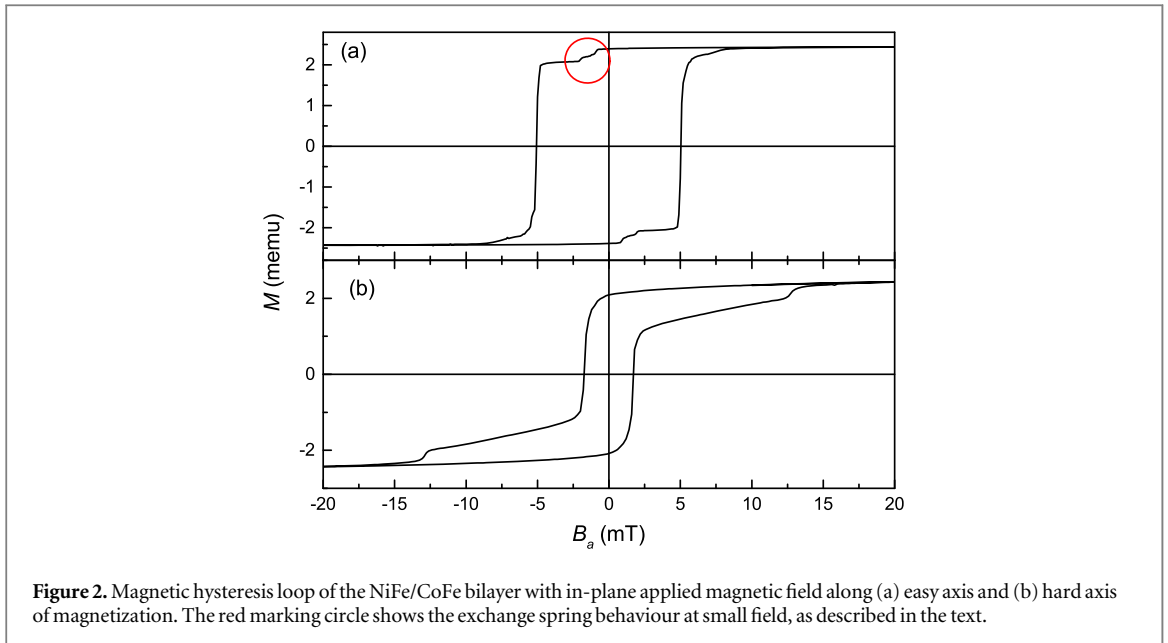 (a)
2
1
0
-1
-2
M (memu)
(b)
2
0
-2
-20 -15 -10 -5 0 5 10 15 20
Bₐ (mT)
Figure 2. Magnetic hysteresis loop of the NiFe/CoFe bilayer with in-plane applied magnetic field along (a) easy axis and (b) hard axis
of magnetization. The red marking circle shows the exchange spring behaviour at small field, as described in the text.